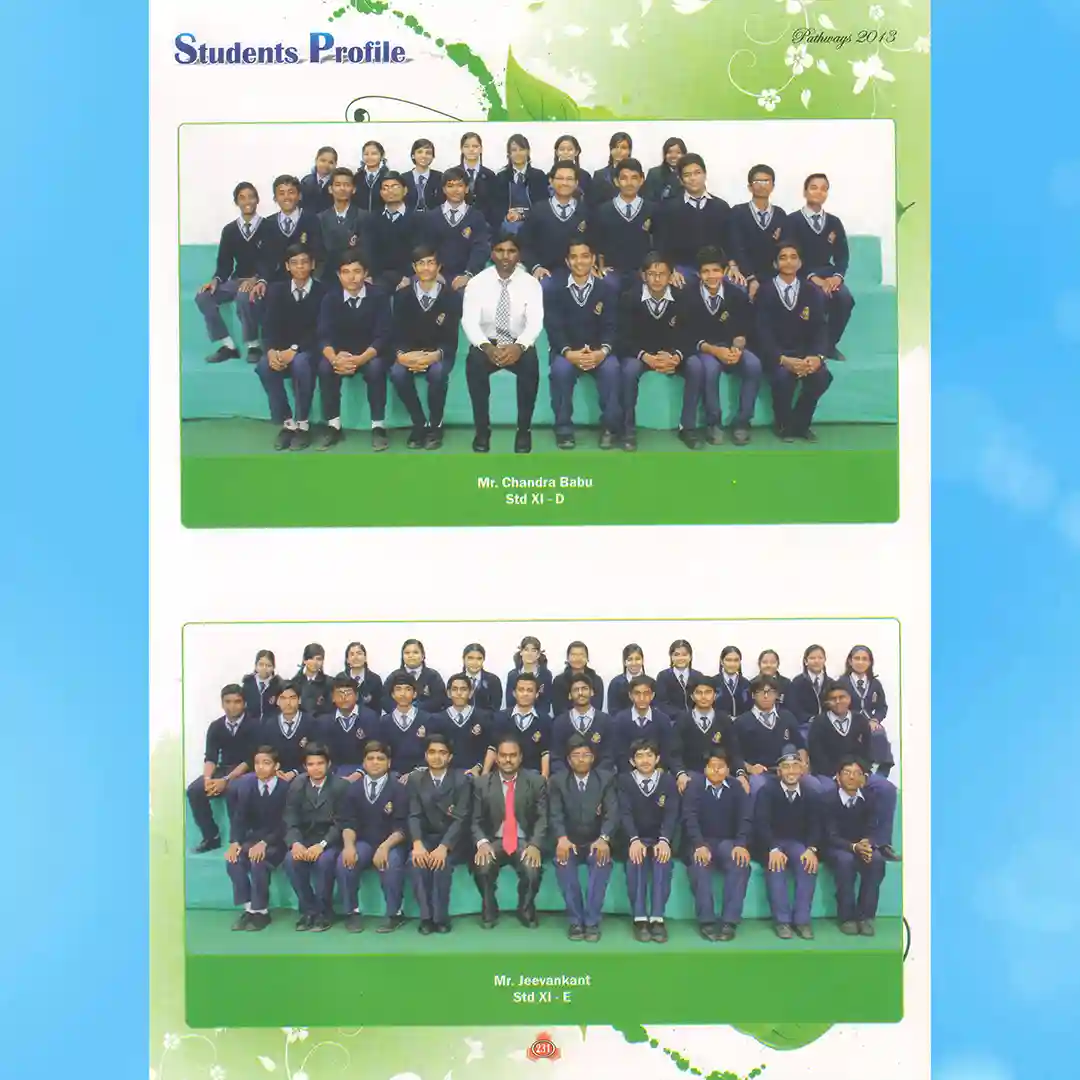 Students Profile
Pathways 2013
Mr. Chandra Babu
Std XI - D
Mr. Jeevankant
Std XI - E
231